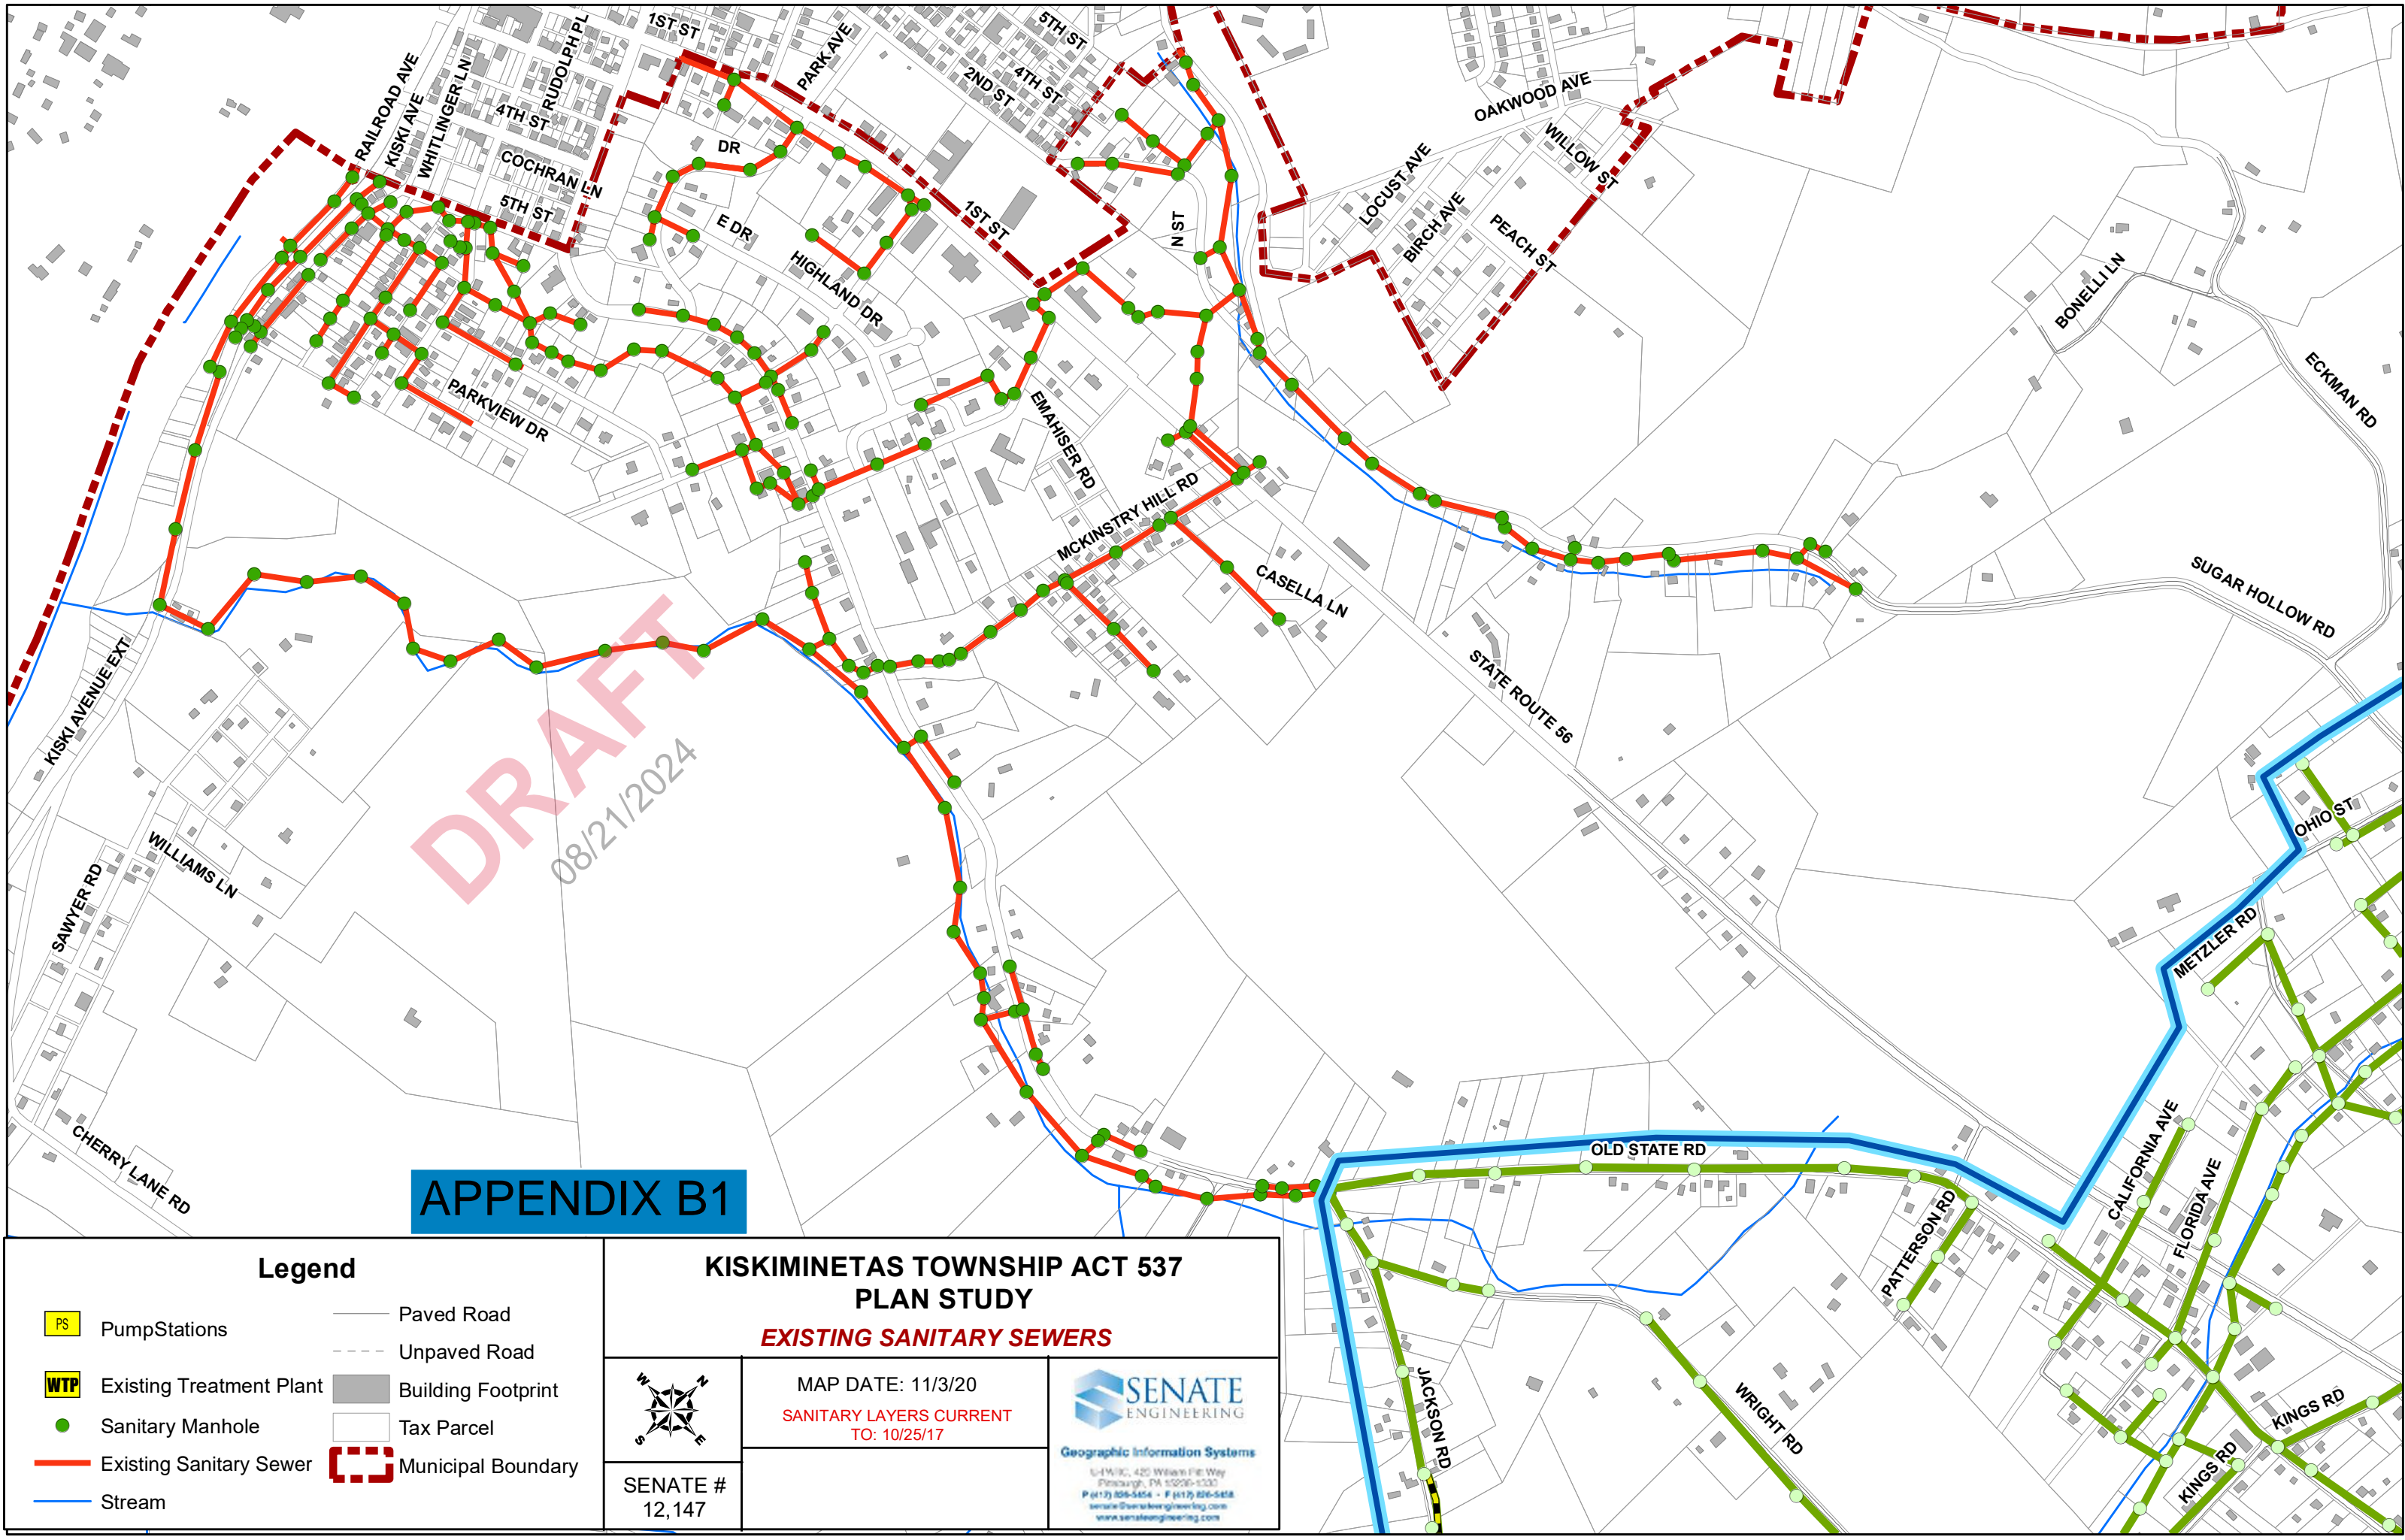 1ST ST
RUDOLPH PL
PARK AVE
5TH ST
4TH ST
2ND ST
RAILROAD AVE
KISKI AVE
WHITLINGER LN
4TH ST
COCHRAN LN
5TH ST
DR
E DR
HIGHLAND DR
1ST ST
N ST
OAKWOOD AVE
WILLOW ST
LOCUST AVE
BIRCH AVE
PEACH ST
BONELLI LN
ECKMAN RD
PARKVIEW DR
EMAHISER RD
MCKINSTRY HILL RD
CASELLA LN
SUGAR HOLLOW RD
STATE ROUTE 56
KISKI AVENUE EXT
WILLIAMS LN
SAWYER RD
CHERRY LANE RD
DRAFT
08/21/2024
OHIO ST
METZLER RD
OLD STATE RD
CALIFORNIA AVE
FLORIDA AVE
PATTERSON RD
JACKSON RD
WRIGHT RD
KINGS RD
KINGS RD
APPENDIX B1
Legend
PS PumpStations
WTP Existing Treatment Plant
Sanitary Manhole
Existing Sanitary Sewer
Stream
Paved Road
Unpaved Road
Building Footprint
Tax Parcel
Municipal Boundary
KISKIMINETAS TOWNSHIP ACT 537
PLAN STUDY
EXISTING SANITARY SEWERS
W N
S E
SENATE #
12,147
MAP DATE: 11/3/20
SANITARY LAYERS CURRENT
TO: 10/25/17
SENATE
ENGINEERING
Geographic Information Systems
www.senateengineering.com